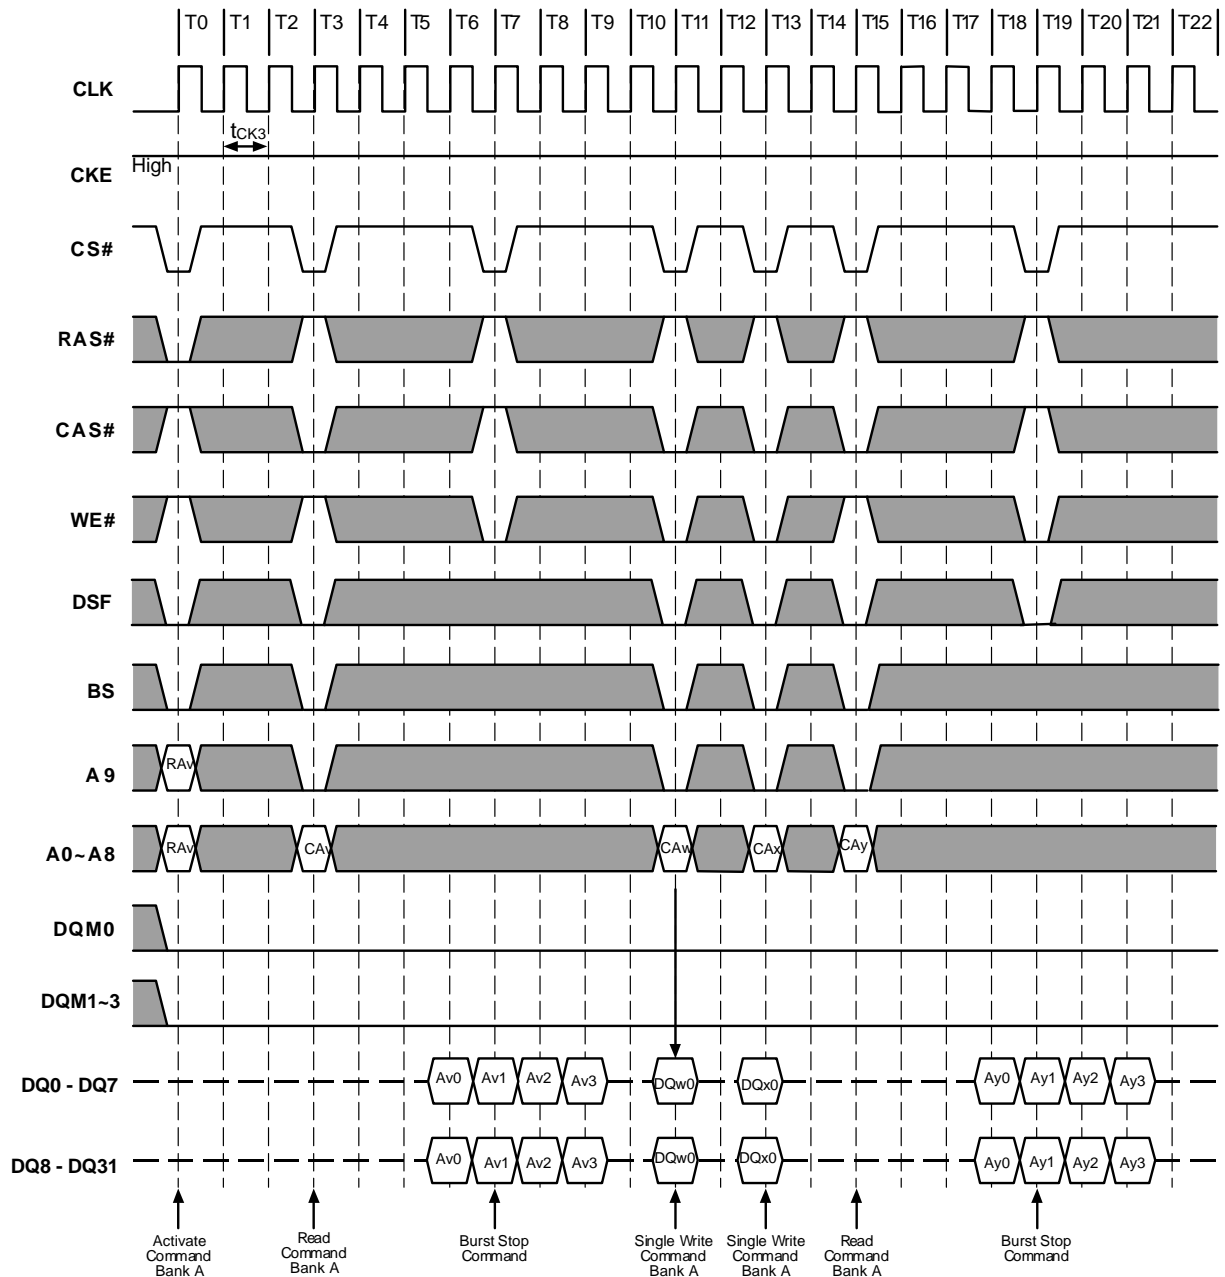 T0 T1 T2 T3 T4 T5 T6 T7 T8 T9 T10 T11 T12 T13 T14 T15 T16 T17 T18 T19 T20 T21 T22
CLK
tCK3
High
CKE
CS#
RAS#
CAS#
WE#
DSF
BS
A9 RAv
A0~A8 RAv CAv CAw CAx CAy
DQM0
DQM1~3
DQ0 - DQ7 Av0 Av1 Av2 Av3 DQw0 DQx0 Ay0 Ay1 Ay2 Ay3
DQ8 - DQ31 Av0 Av1 Av2 Av3 DQw0 DQx0 Ay0 Ay1 Ay2 Ay3
Activate
Command
Bank A
Read
Command
Bank A
Burst Stop
Command
Single Write
Command
Bank A
Single Write
Command
Bank A
Read
Command
Bank A
Burst Stop
Command